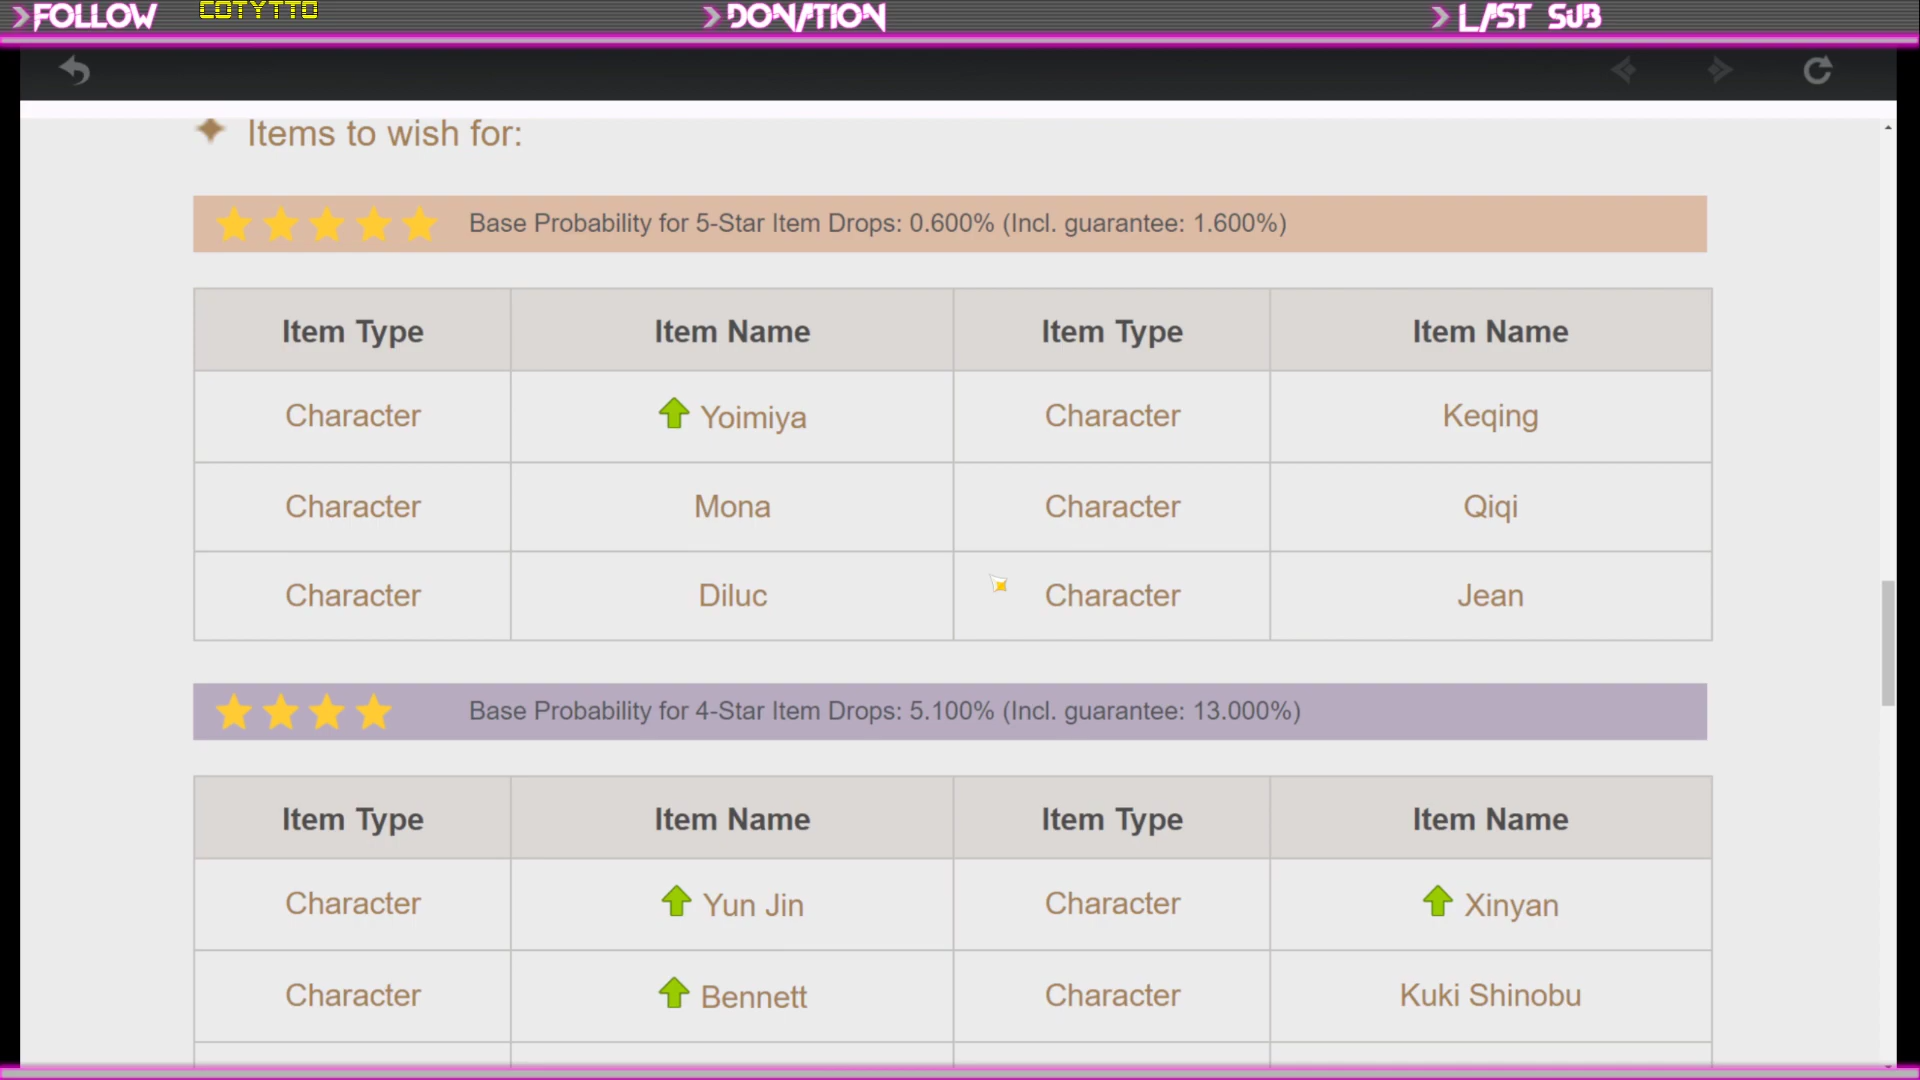 FOLLOW COTYTTO DONATION LAST SUB
Items to wish for:
Base Probability for 5-Star Item Drops: 0.600% (Incl. guarantee: 1.600%)
Item Type Item Name Item Type Item Name
Character Yoimiya Character Keqing
Character Mona Character Qiqi
Character Diluc Character Jean
Base Probability for 4-Star Item Drops: 5.100% (Incl. guarantee: 13.000%)
Item Type Item Name Item Type Item Name
Character Yun Jin Character Xinyan
Character Bennett Character Kuki Shinobu